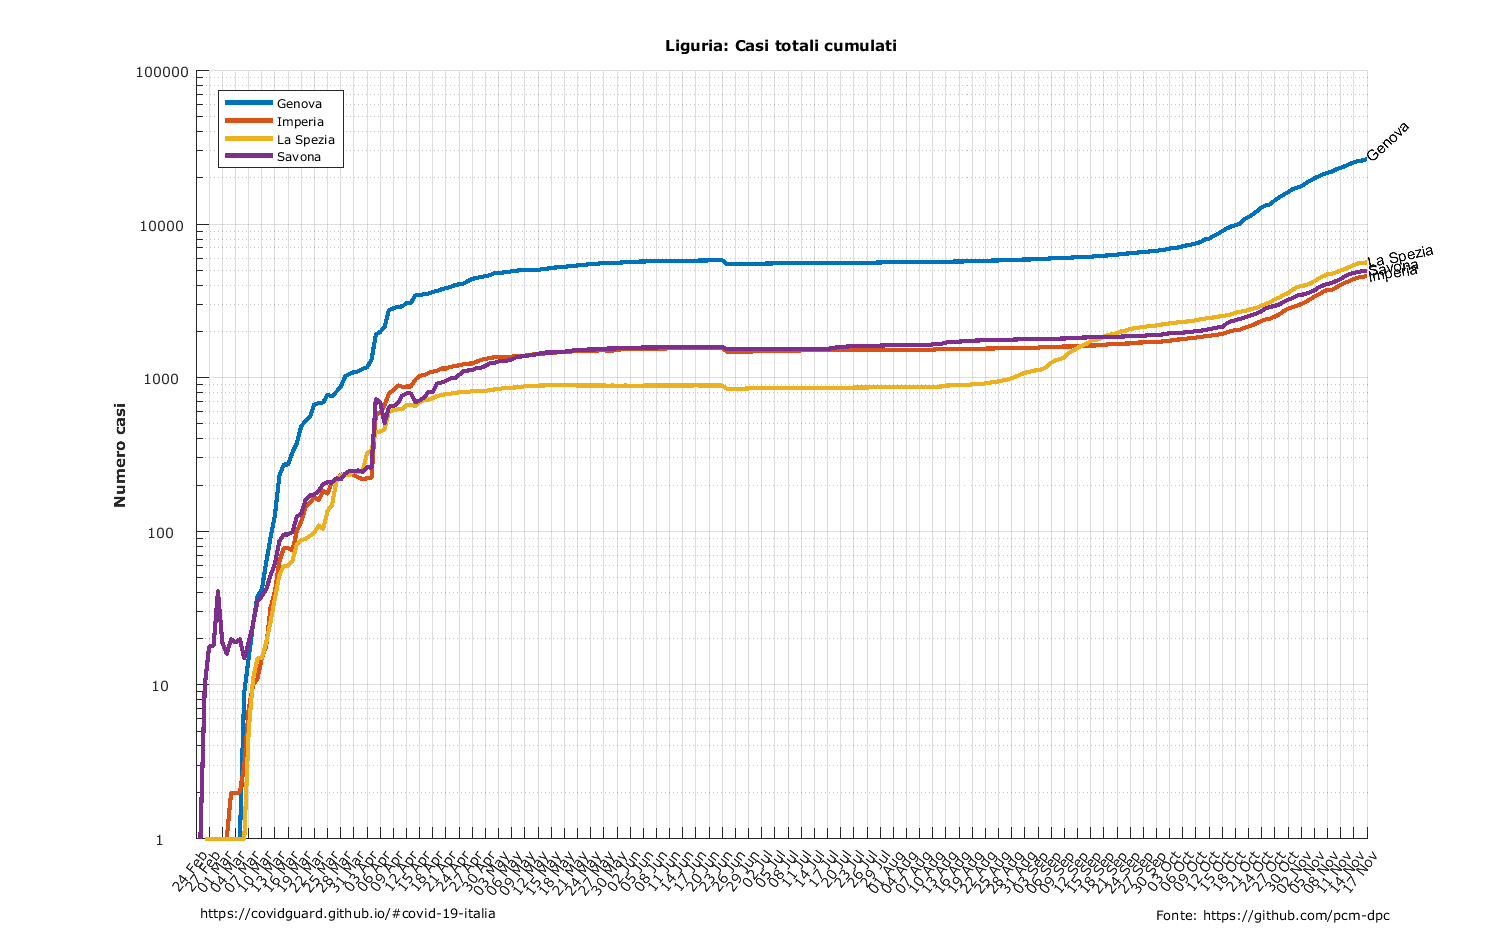 Liguria: Casi totali cumulati
100000
10000
1000
100
10
1
Numero casi
Genova
Imperia
La Spezia
Savona
Genova
La Spezia
Savona
Imperia
24 Feb
27 Feb
01 Mar
04 Mar
07 Mar
10 Mar
13 Mar
16 Mar
19 Mar
22 Mar
25 Mar
28 Mar
31 Mar
03 Apr
06 Apr
09 Apr
12 Apr
15 Apr
18 Apr
21 Apr
24 Apr
27 Apr
30 Apr
03 May
06 May
09 May
12 May
15 May
18 May
21 May
24 May
27 May
30 May
02 Jun
05 Jun
08 Jun
11 Jun
14 Jun
17 Jun
20 Jun
23 Jun
26 Jun
29 Jun
02 Jul
05 Jul
08 Jul
11 Jul
14 Jul
17 Jul
20 Jul
23 Jul
26 Jul
29 Jul
01 Aug
04 Aug
07 Aug
10 Aug
13 Aug
16 Aug
19 Aug
22 Aug
25 Aug
28 Aug
31 Aug
03 Sep
06 Sep
09 Sep
12 Sep
15 Sep
18 Sep
21 Sep
24 Sep
27 Sep
30 Sep
03 Oct
06 Oct
09 Oct
12 Oct
15 Oct
18 Oct
21 Oct
24 Oct
27 Oct
30 Oct
02 Nov
05 Nov
08 Nov
11 Nov
14 Nov
17 Nov
https://covidguard.github.io/#covid-19-italia
Fonte: https://github.com/pcm-dpc